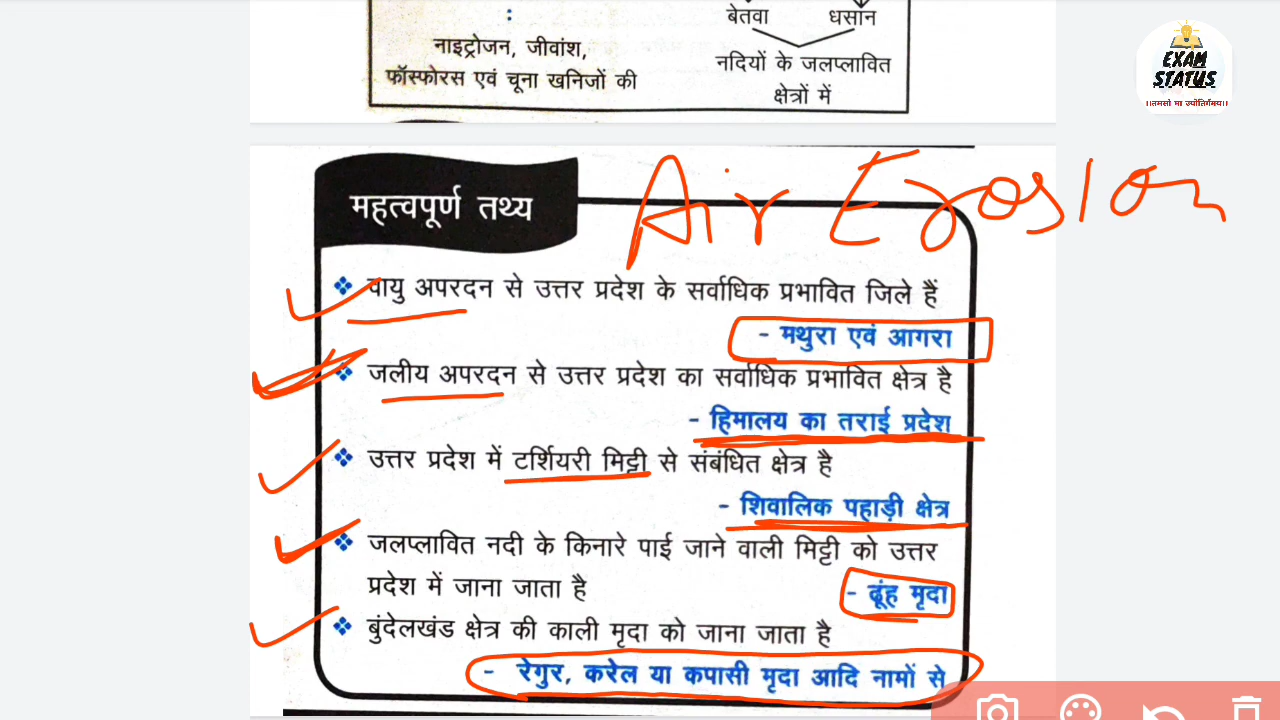 :
नाइट्रोजन, जीवांश,
फॉस्फोरस एवं चूना खनिजों की
बेतवा धसान
नदियों के जलप्लावित
क्षेत्रों में
EXAM
STATUS
।।तमसो मा ज्योतिर्गमय।।
Air Erosion
महत्वपूर्ण तथ्य
❖ वायु अपरदन से उत्तर प्रदेश के सर्वाधिक प्रभावित जिले हैं
- मथुरा एवं आगरा
❖ जलीय अपरदन से उत्तर प्रदेश का सर्वाधिक प्रभावित क्षेत्र है
- हिमालय का तराई प्रदेश
❖ उत्तर प्रदेश में टर्शियरी मिट्टी से संबंधित क्षेत्र है
- शिवालिक पहाड़ी क्षेत्र
❖ जलप्लावित नदी के किनारे पाई जाने वाली मिट्टी को उत्तर
प्रदेश में जाना जाता है
- ढूंह मृदा
❖ बुंदेलखंड क्षेत्र की काली मृदा को जाना जाता है
- रेगुर, करेल या कपासी मृदा आदि नामों से